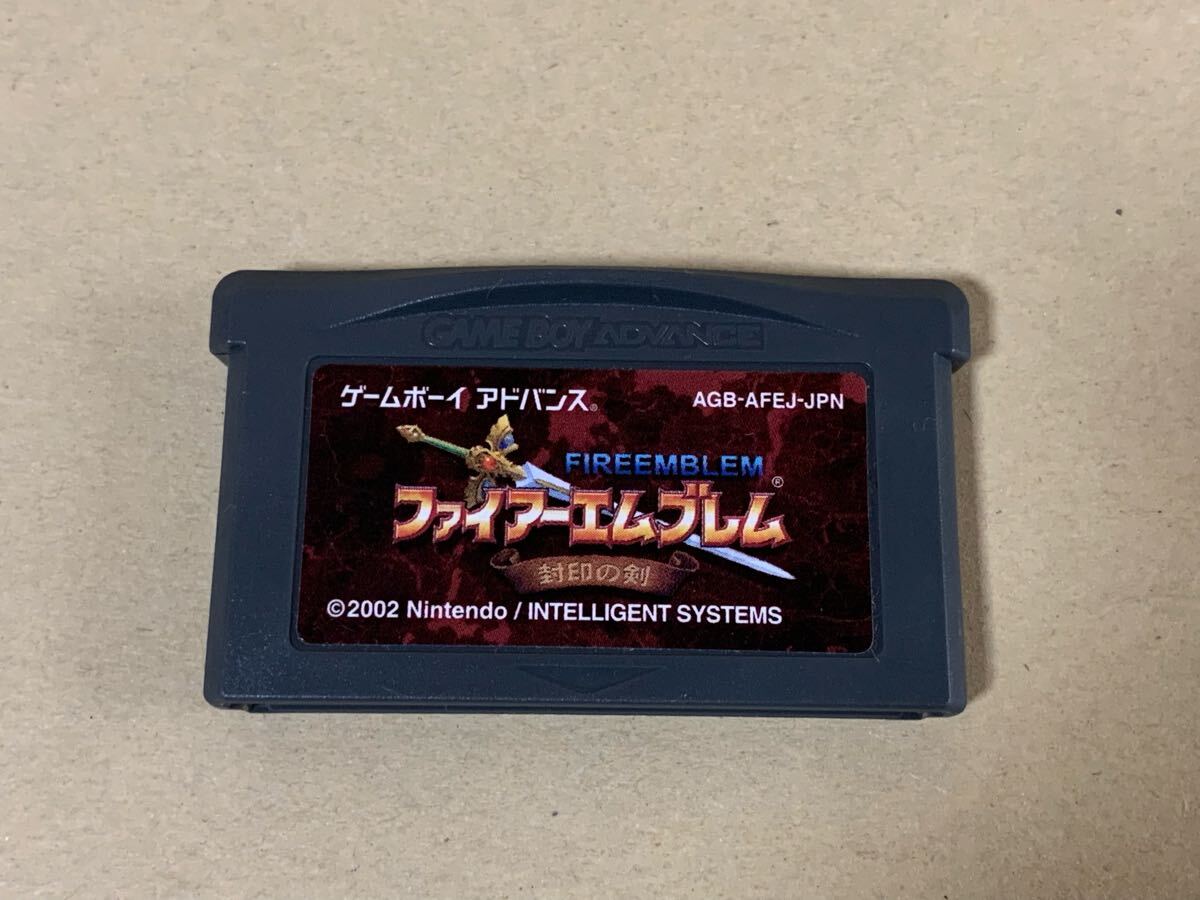 GAME BOY ADVANCE
ゲームボーイ アドバンス® AGB-AFEJ-JPN
FIREEMBLEM
ファイアーエムブレム®
封印の剣
©2002 Nintendo / INTELLIGENT SYSTEMS